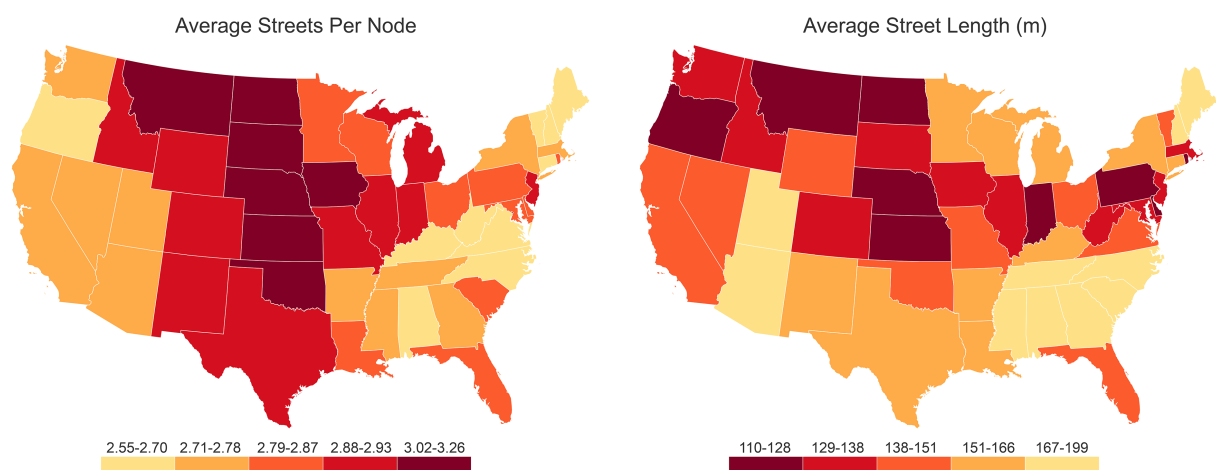 Average Streets Per Node
Average Street Length (m)
2.55-2.70 2.71-2.78 2.79-2.87 2.88-2.93 3.02-3.26
110-128 129-138 138-151 151-166 167-199